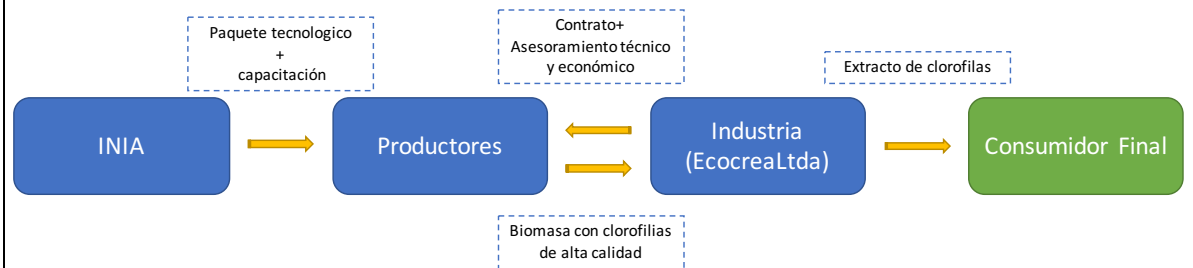 Paquete tecnologico
+
capacitación
Contrato+
Asesoramiento técnico
y económico
Extracto de clorofilas
INIA
Productores
Industria
(EcocreaLtda)
Consumidor Final
Biomasa con clorofilias
de alta calidad